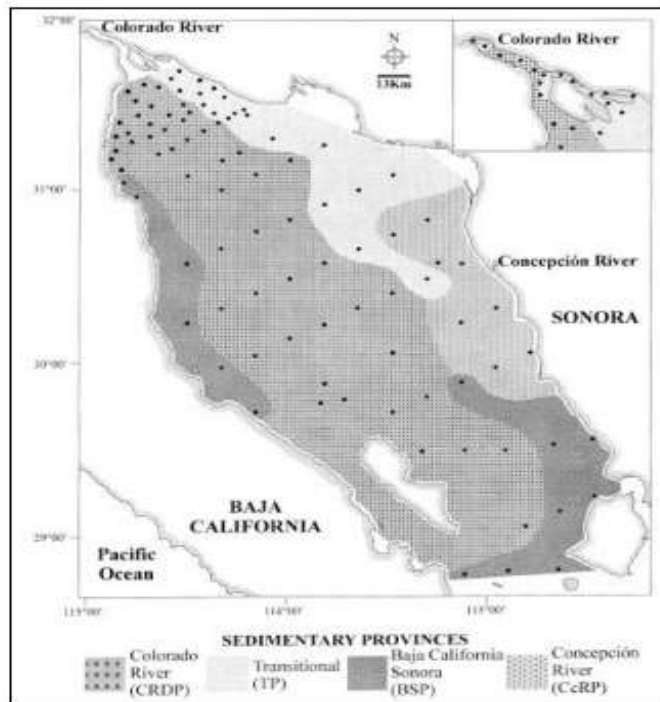 32°00'
Colorado River
N
13Km
Colorado River
31°00'
Concepción River
SONORA
30°00'
BAJA
CALIFORNIA
29°00'
Pacific
Ocean
115°00'
114°00'
113°00'
SEDIMENTARY PROVINCES
Colorado
River
(CRDP)
Transitional
(TP)
Baja California
Sonora
(BSP)
Concepción
River
(CcRP)